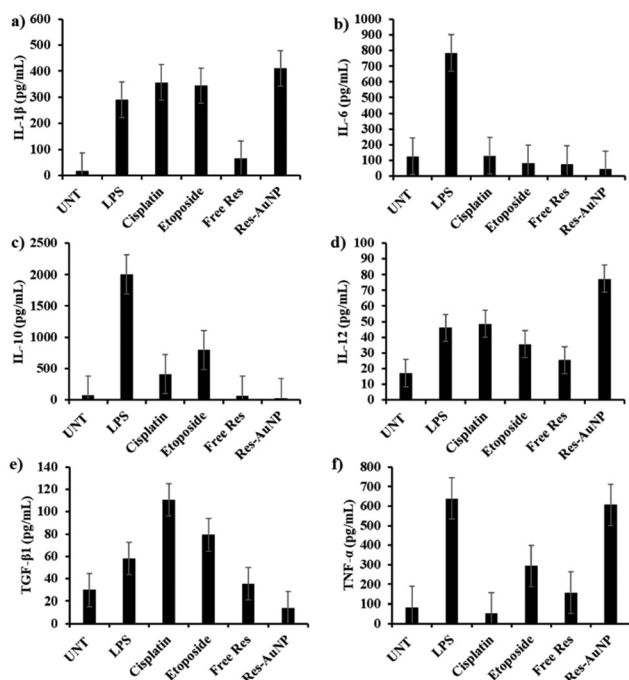 a)
IL-1β (pg/mL)
600
500
400
300
200
100
0
UNT
LPS
Cisplatin
Etoposide
Free Res
Res-AuNP
b)
IL-6 (pg/mL)
1000
900
800
700
600
500
400
300
200
100
0
UNT
LPS
Cisplatin
Etoposide
Free Res
Res-AuNP
c)
IL-10 (pg/mL)
2500
2000
1500
1000
500
0
UNT
LPS
Cisplatin
Etoposide
Free Res
Res-AuNP
d)
IL-12 (pg/mL)
100
90
80
70
60
50
40
30
20
10
0
UNT
LPS
Cisplatin
Etoposide
Free Res
Res-AuNP
e)
TGF-β1 (pg/mL)
140
120
100
80
60
40
20
0
UNT
LPS
Cisplatin
Etoposide
Free Res
Res-AuNP
f)
TNF-α (pg/mL)
800
700
600
500
400
300
200
100
0
UNT
LPS
Cisplatin
Etoposide
Free Res
Res-AuNP